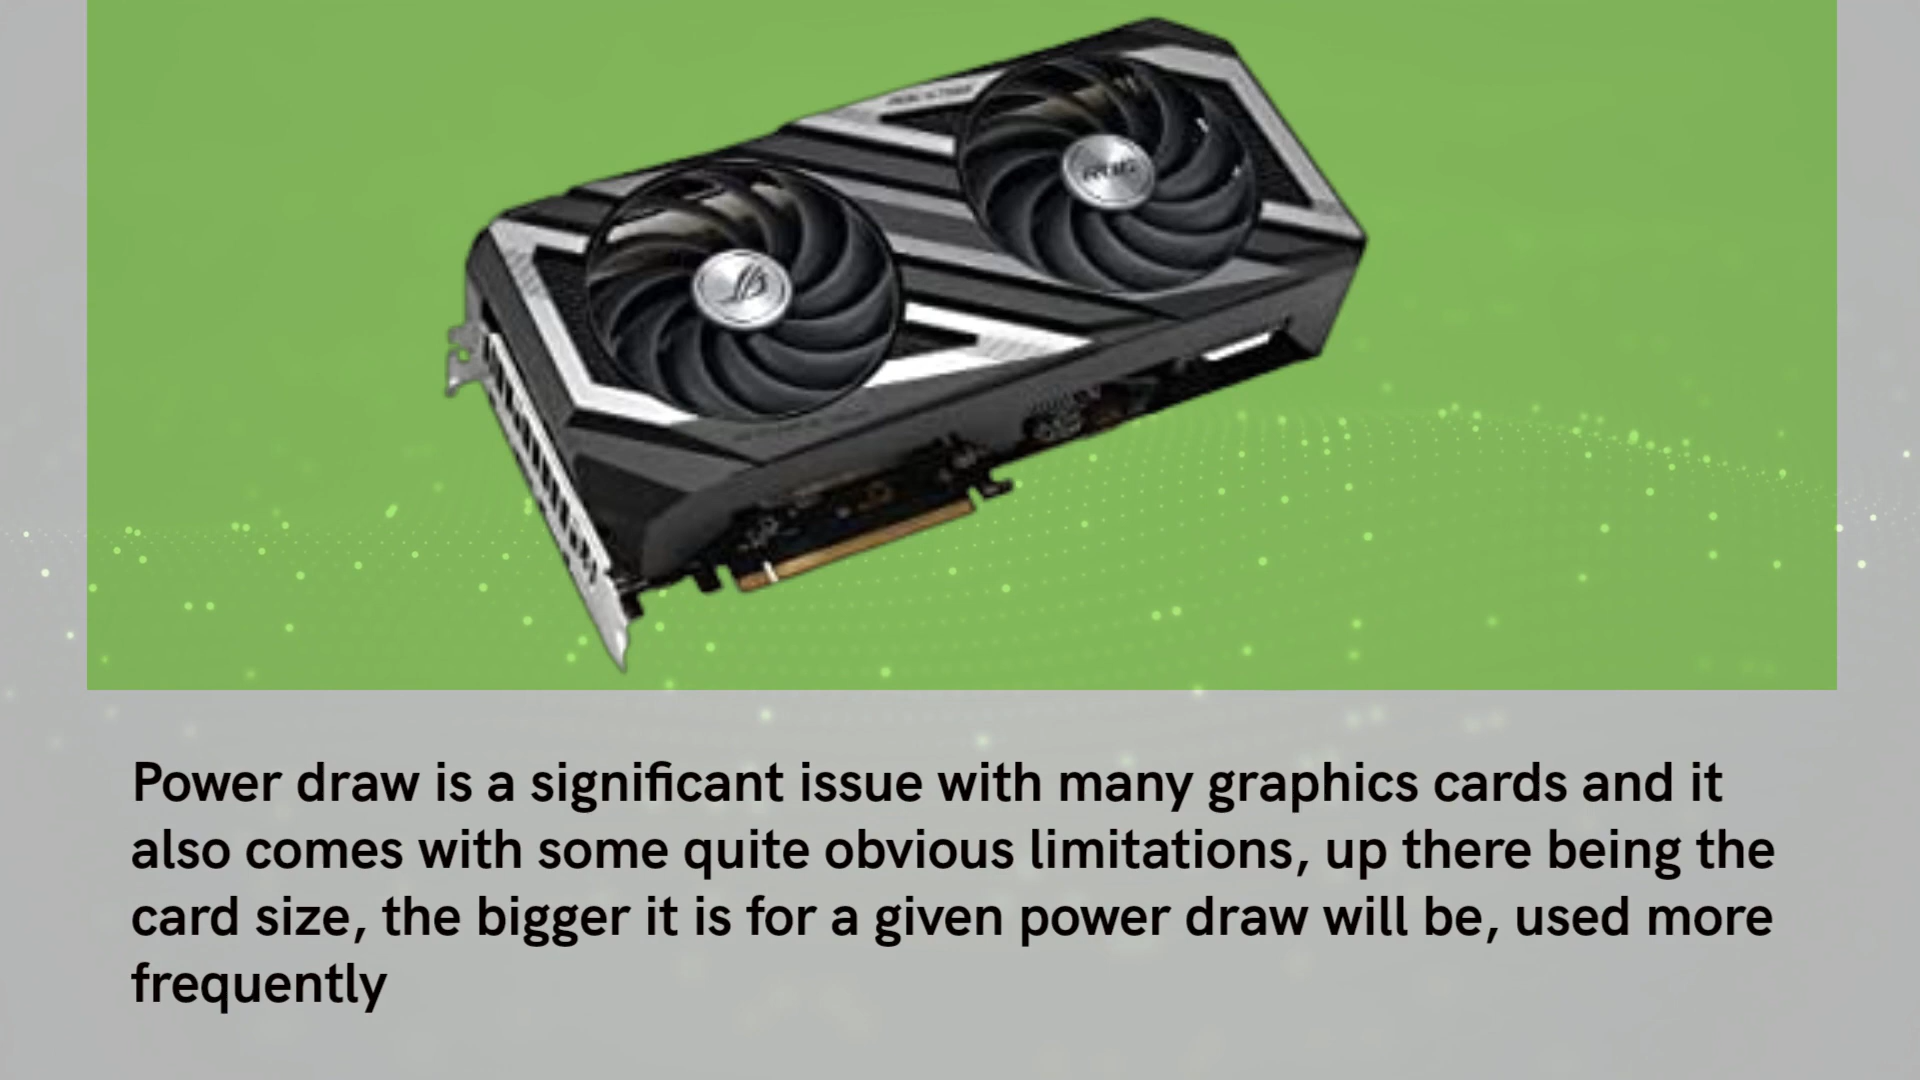 Power draw is a significant issue with many graphics cards and it
also comes with some quite obvious limitations, up there being the
card size, the bigger it is for a given power draw will be, used more
frequently